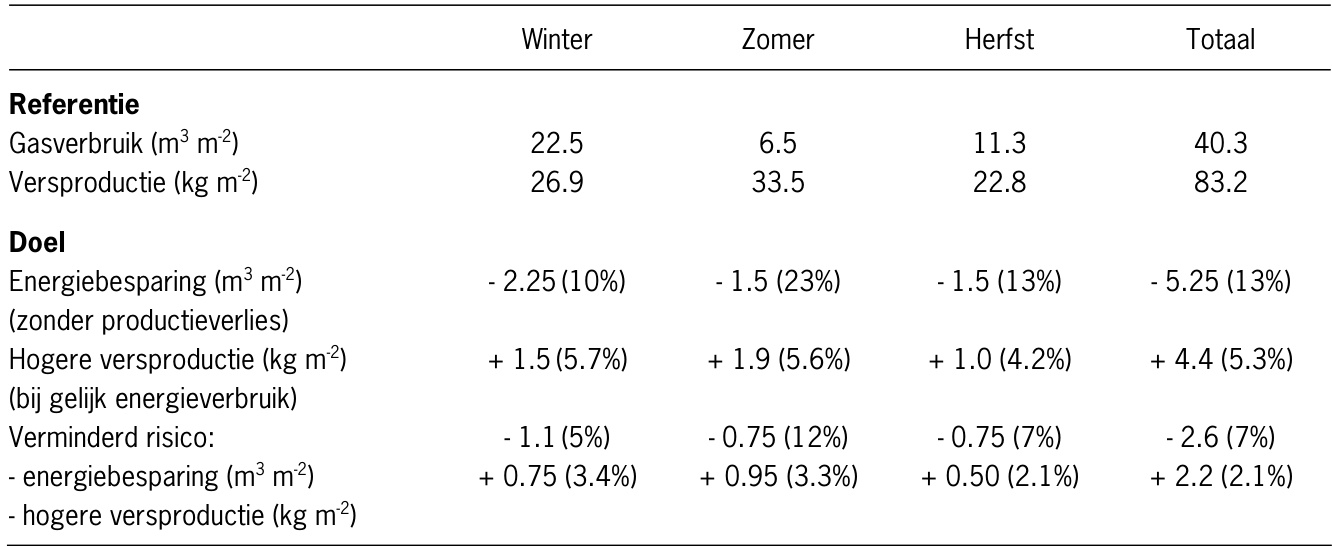 Winter Zomer Herfst Totaal
Referentie
Gasverbruik (m³ m⁻²) 22.5 6.5 11.3 40.3
Versproductie (kg m⁻²) 26.9 33.5 22.8 83.2
Doel
Energiebesparing (m³ m⁻²) - 2.25 (10%) - 1.5 (23%) - 1.5 (13%) - 5.25 (13%)
(zonder productieverlies)
Hogere versproductie (kg m⁻²) + 1.5 (5.7%) + 1.9 (5.6%) + 1.0 (4.2%) + 4.4 (5.3%)
(bij gelijk energieverbruik)
Verminderd risico: - 1.1 (5%) - 0.75 (12%) - 0.75 (7%) - 2.6 (7%)
- energiebesparing (m³ m⁻²) + 0.75 (3.4%) + 0.95 (3.3%) + 0.50 (2.1%) + 2.2 (2.1%)
- hogere versproductie (kg m⁻²)